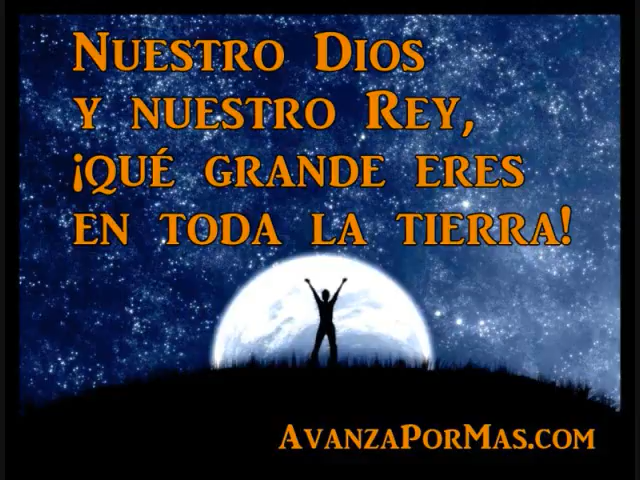 Nuestro Dios
y nuestro Rey,
¡qué grande eres
en toda la tierra!
AvanzaPorMas.com